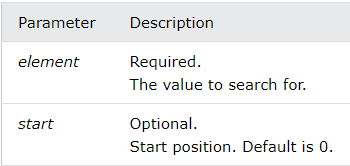 Parameter Description
element Required.
The value to search for.
start Optional.
Start position. Default is 0.